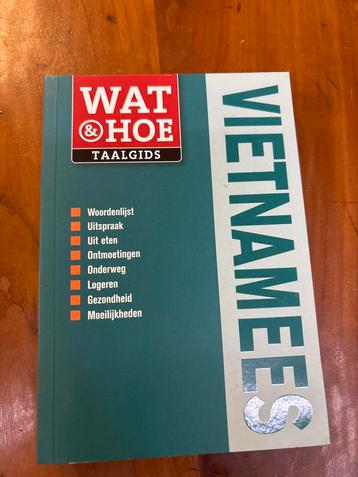 WAT
& HOE
TAALGIDS
Woordenlijst
Uitspraak
Uit eten
Ontmoetingen
Onderweg
Logeren
Gezondheid
Moeilijkheden
VIETNAMEES